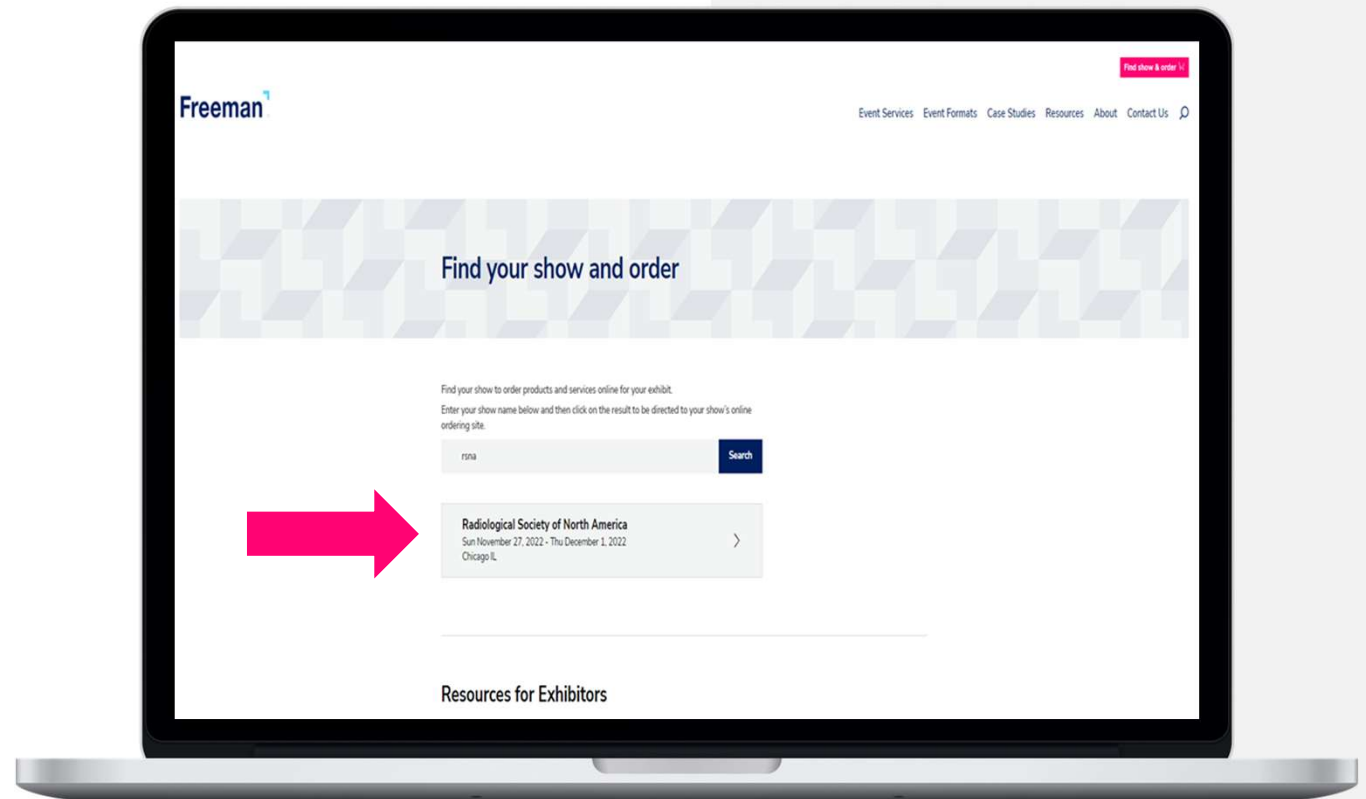 Find show & order
Freeman
Event Services Event Formats Case Studies Resources About Contact Us
Find your show and order
Find your show to order products and services online for your exhibit.
Enter your show name below and then click on the result to be directed to your show's online
ordering site.
rsna
Search
Radiological Society of North America
Sun November 27, 2022 - Thu December 1, 2022
Chicago IL
Resources for Exhibitors